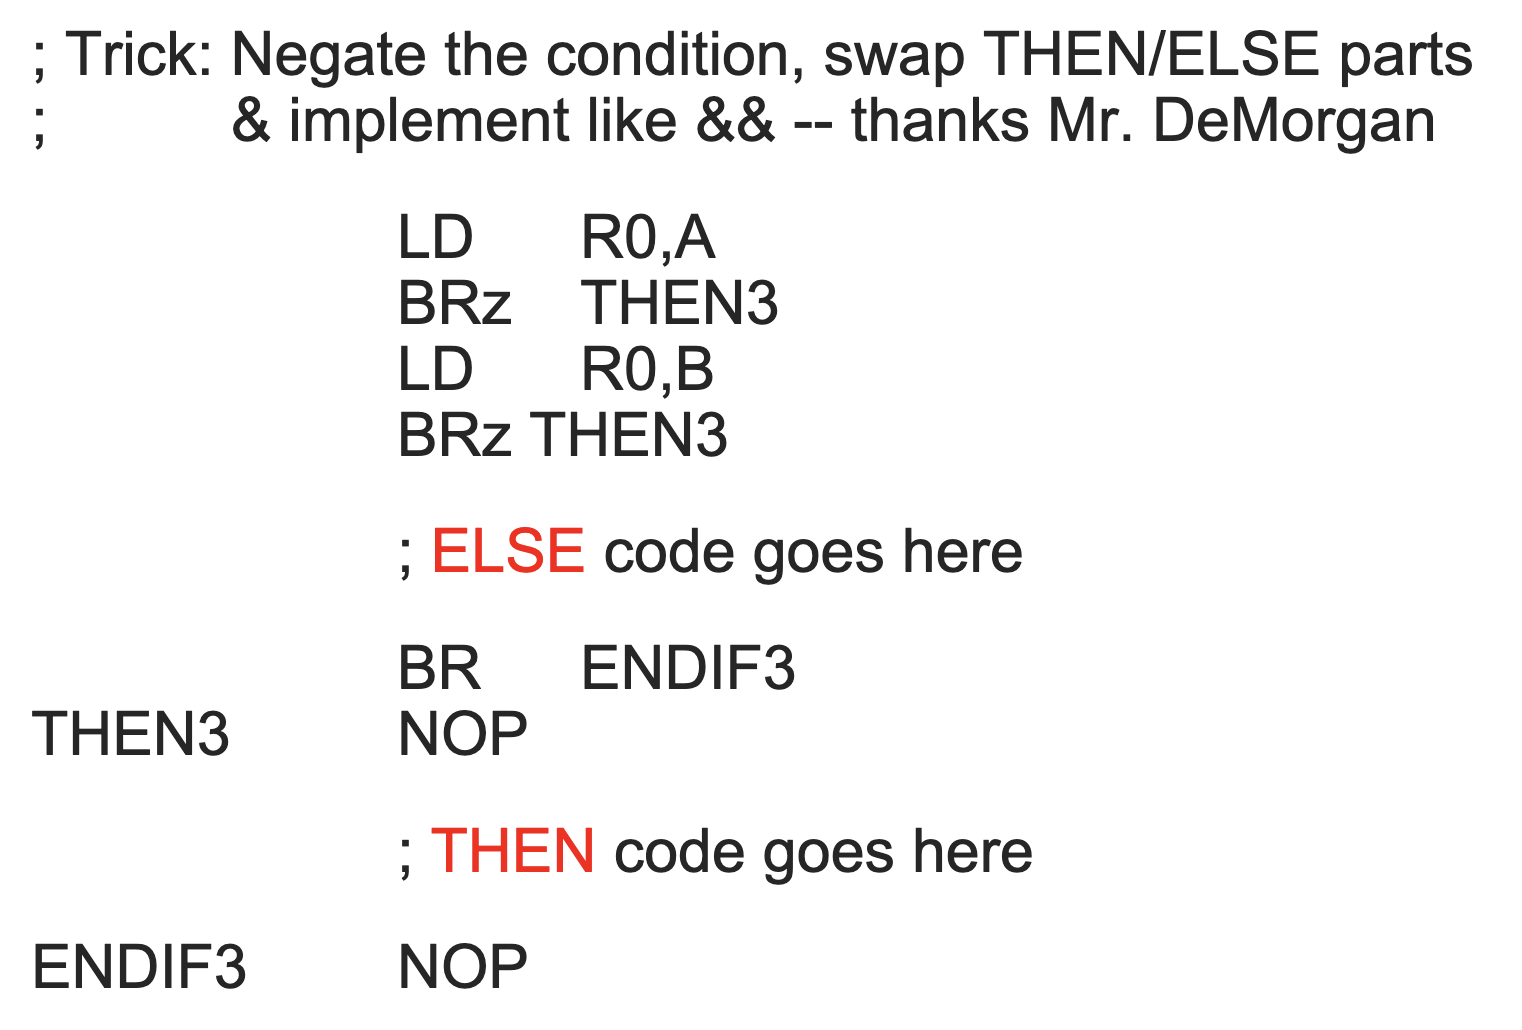 ; Trick: Negate the condition, swap THEN/ELSE parts
; & implement like && -- thanks Mr. DeMorgan
LD R0,A
BRz THEN3
LD R0,B
BRz THEN3
; ELSE code goes here
BR ENDIF3
THEN3 NOP
; THEN code goes here
ENDIF3 NOP